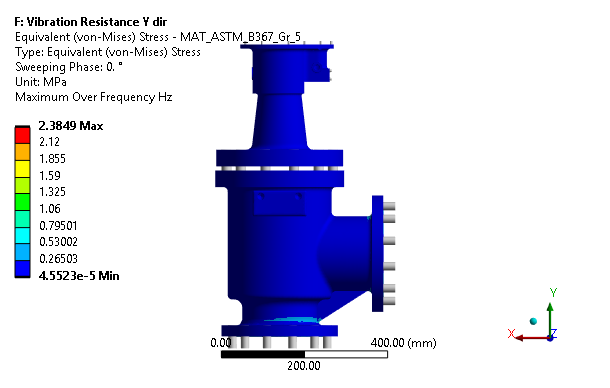 F: Vibration Resistance Y dir
Equivalent (von-Mises) Stress - MAT_ASTM_B367_Gr_5
Type: Equivalent (von-Mises) Stress
Sweeping Phase: 0. °
Unit: MPa
Maximum Over Frequency Hz
2.3849 Max
2.12
1.855
1.59
1.325
1.06
0.79501
0.53002
0.26503
4.5523e-5 Min
Y
X
Z
0.00
400.00 (mm)
200.00